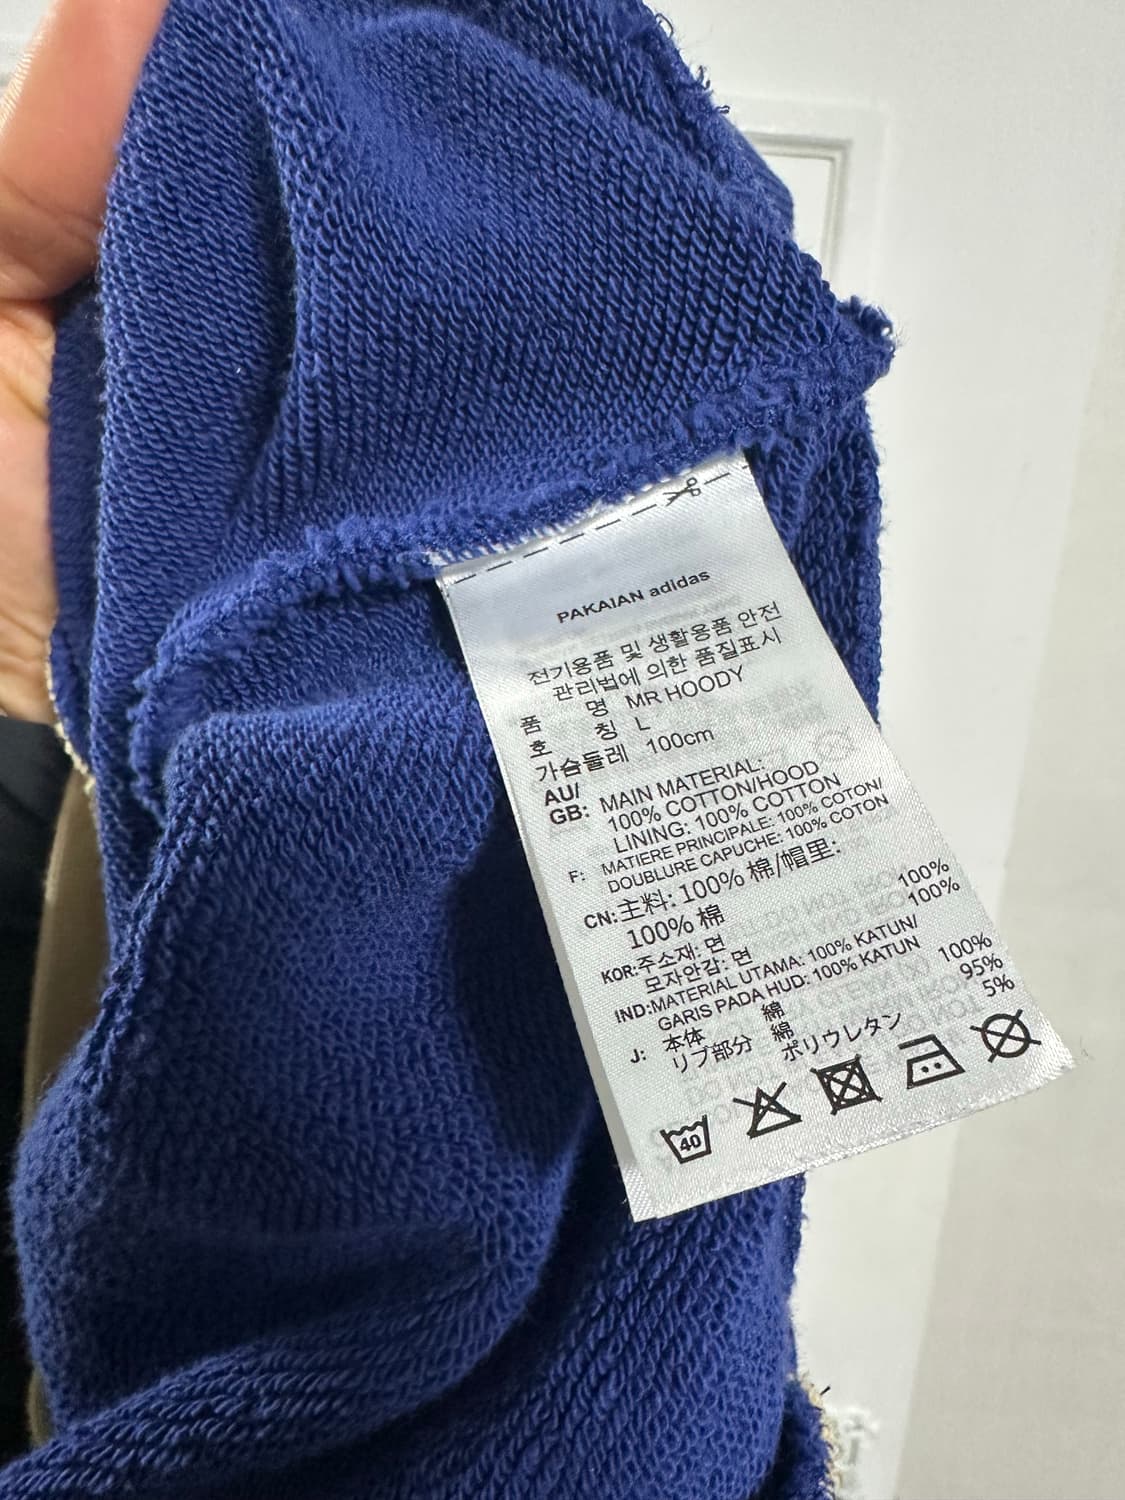 PAKAIAN adidas
전기용품 및 생활용품 안전
관리법에 의한 품질표시
품 명 MR HOODY
호 칭 L
가슴둘레 100cm
AU/
GB: MAIN MATERIAL:
100% COTTON/HOOD
LINING: 100% COTTON
F: MATIERE PRINCIPALE: 100% COTON/
DOUBLURE CAPUCHE: 100% COTON
CN: 主料: 100% 棉/帽里:
100% 棉
KOR: 주소재: 면 100%
모자안감: 면 100%
IND: MATERIAL UTAMA: 100% KATUN/
GARIS PADA HUD: 100% KATUN
J: 本体 綿 100%
リブ部分 綿 95%
ポリウレタン 5%
40